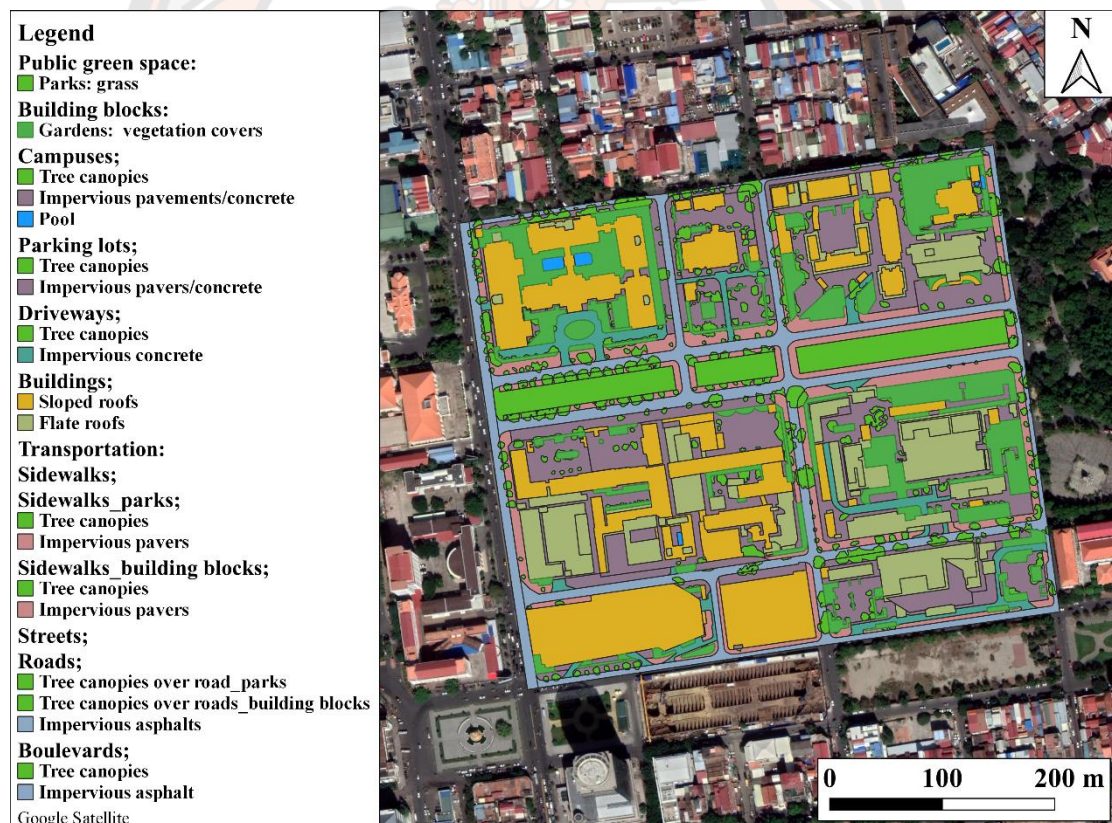 Legend
Public green space:
Parks: grass
Building blocks:
Gardens: vegetation covers
Campuses;
Tree canopies
Impervious pavements/concrete
Pool
Parking lots;
Tree canopies
Impervious pavers/concrete
Driveways;
Tree canopies
Impervious concrete
Buildings;
Sloped roofs
Flate roofs
Transportation:
Sidewalks;
Sidewalks_parks;
Tree canopies
Impervious pavers
Sidewalks_building blocks;
Tree canopies
Impervious pavers
Streets;
Roads;
Tree canopies over road_parks
Tree canopies over roads_building blocks
Impervious asphalts
Boulevards;
Tree canopies
Impervious asphalt
Google Satellite
N
0 100 200 m